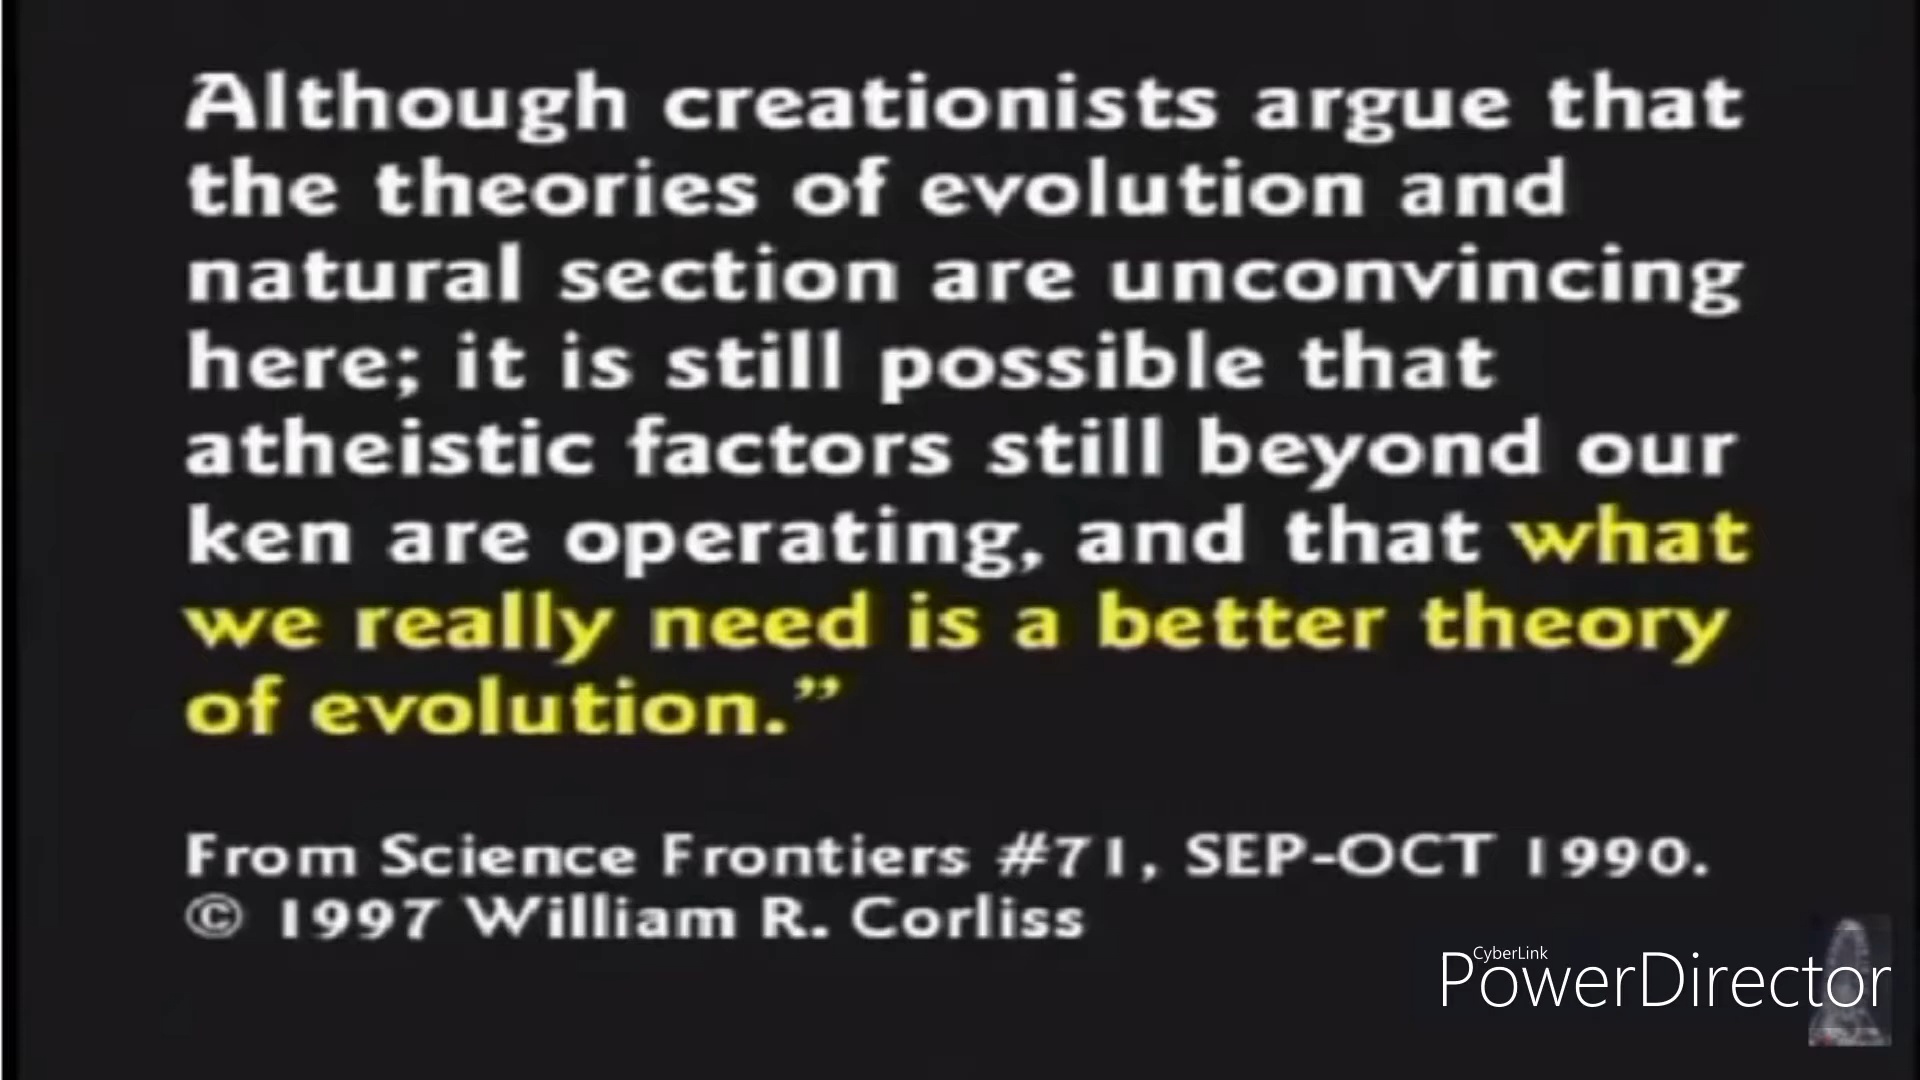 Although creationists argue that
the theories of evolution and
natural section are unconvincing
here; it is still possible that
atheistic factors still beyond our
ken are operating, and that what
we really need is a better theory
of evolution.”
From Science Frontiers #71, SEP-OCT 1990.
© 1997 William R. Corliss
CyberLink
PowerDirector